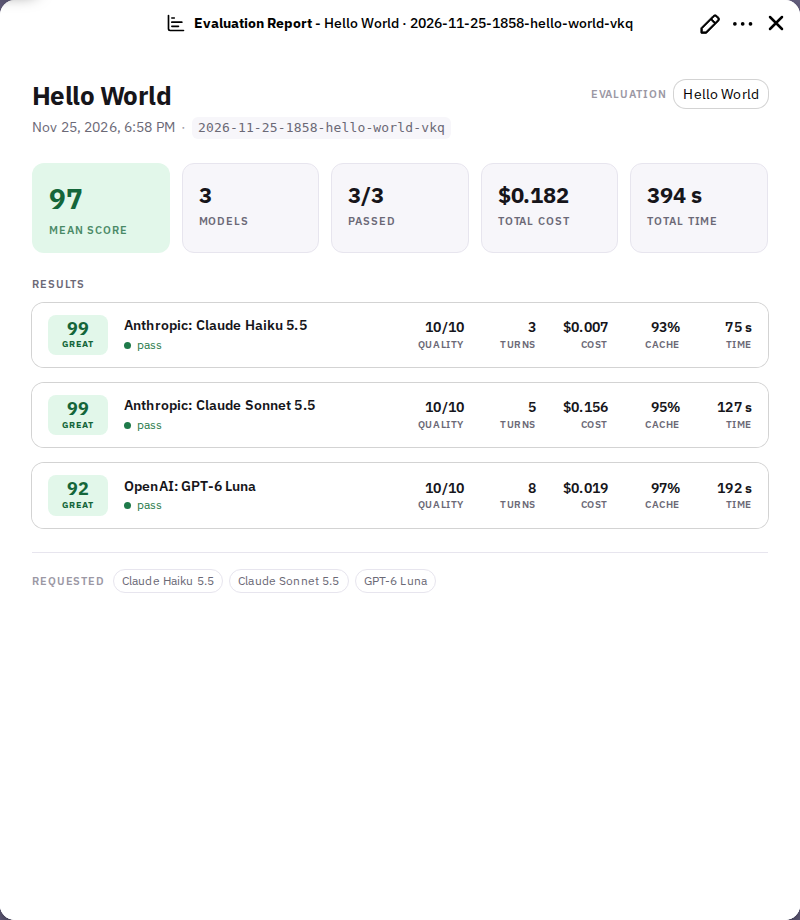 Evaluation Report - Hello World · 2026-11-25-1858-hello-world-vkq
Hello World
EVALUATION Hello World
Nov 25, 2026, 6:58 PM · 2026-11-25-1858-hello-world-vkq
97
MEAN SCORE
3
MODELS
3/3
PASSED
$0.182
TOTAL COST
394 s
TOTAL TIME
RESULTS
99
GREAT
Anthropic: Claude Haiku 5.5
pass
10/10
QUALITY
3
TURNS
$0.007
COST
93%
CACHE
75 s
TIME
99
GREAT
Anthropic: Claude Sonnet 5.5
pass
10/10
QUALITY
5
TURNS
$0.156
COST
95%
CACHE
127 s
TIME
92
GREAT
OpenAI: GPT-6 Luna
pass
10/10
QUALITY
8
TURNS
$0.019
COST
97%
CACHE
192 s
TIME
REQUESTED Claude Haiku 5.5 Claude Sonnet 5.5 GPT-6 Luna